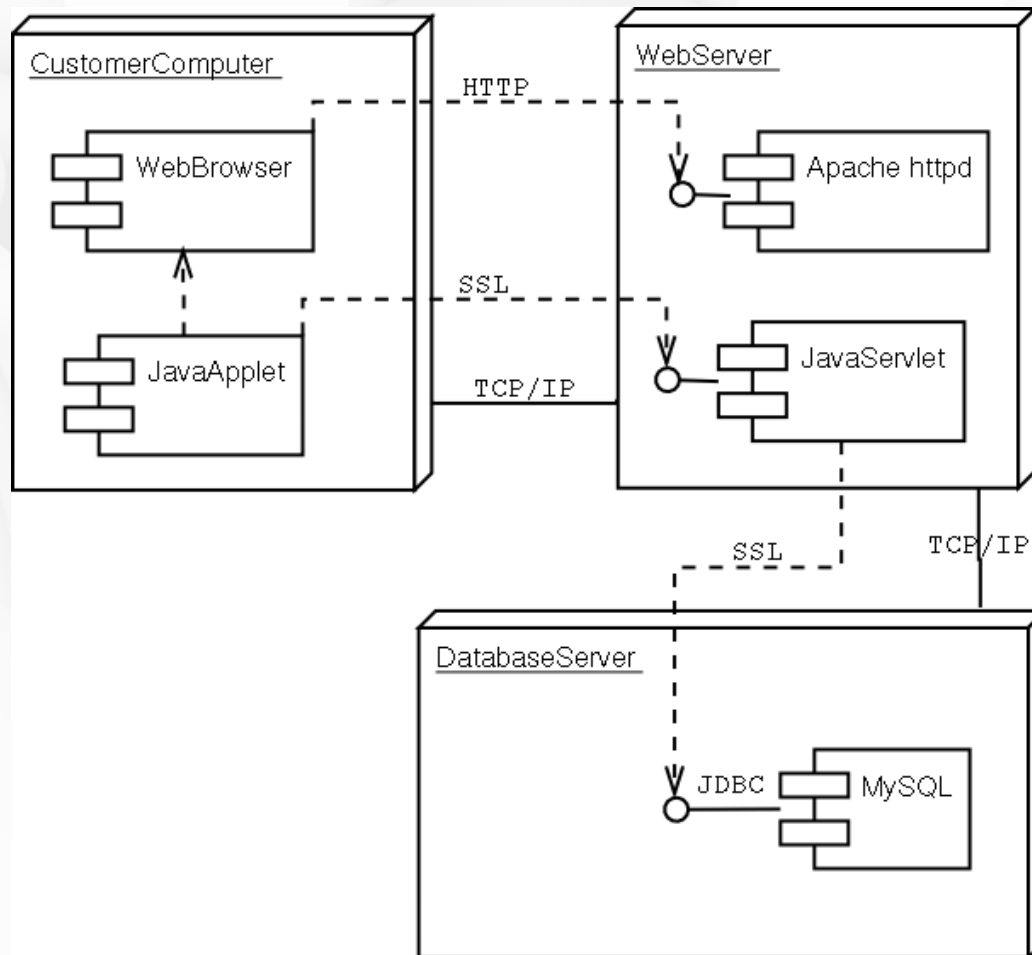 CustomerComputer
WebServer
HTTP
WebBrowser
Apache httpd
SSL
JavaApplet
JavaServlet
TCP/IP
SSL
TCP/IP
DatabaseServer
JDBC
MySQL